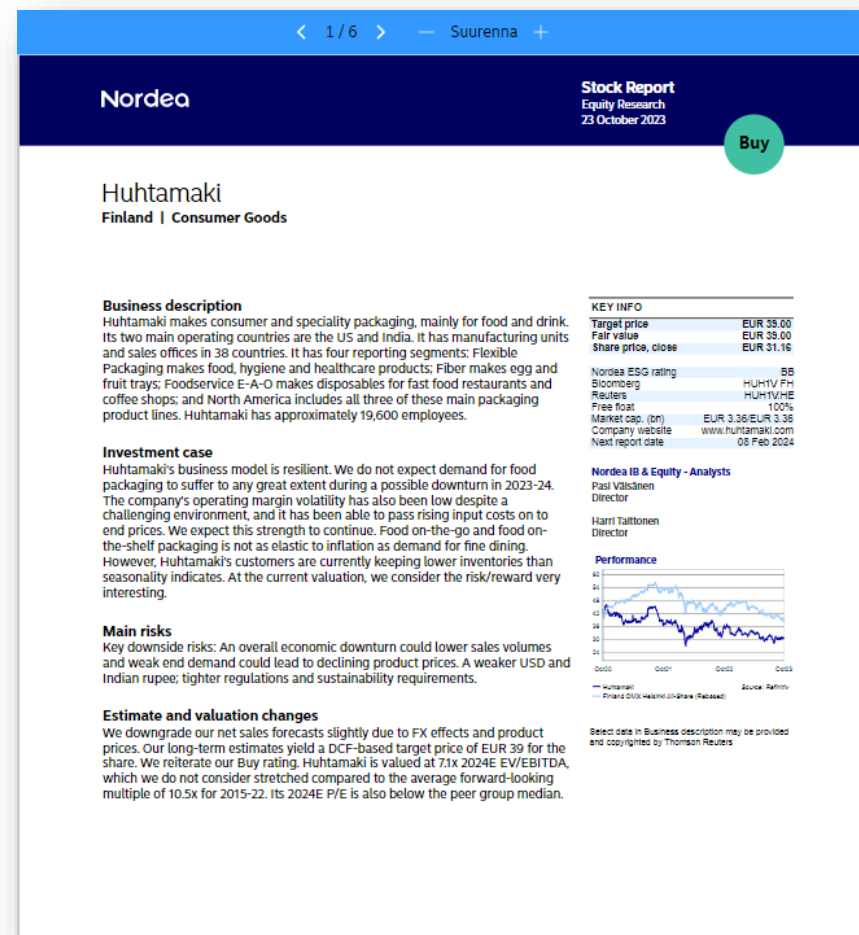 1 / 6
Suurenna
Nordea
Stock Report
Equity Research
23 October 2023
Buy
Huhtamaki
Finland | Consumer Goods
Business description
Huhtamaki makes consumer and speciality packaging, mainly for food and drink.
Its two main operating countries are the US and India. It has manufacturing units
and sales offices in 38 countries. It has four reporting segments: Flexible
Packaging makes food, hygiene and healthcare products; Fiber makes egg and
fruit trays; Foodservice E-A-O makes disposables for fast food restaurants and
coffee shops; and North America includes all three of these main packaging
product lines. Huhtamaki has approximately 19,600 employees.
Investment case
Huhtamaki's business model is resilient. We do not expect demand for food
packaging to suffer to any great extent during a possible downturn in 2023-24.
The company's operating margin volatility has also been low despite a
challenging environment, and it has been able to pass rising input costs on to
end prices. We expect this strength to continue. Food on-the-go and food on-
the-shelf packaging is not as elastic to inflation as demand for fine dining.
However, Huhtamaki's customers are currently keeping lower inventories than
seasonality indicates. At the current valuation, we consider the risk/reward very
interesting.
Main risks
Key downside risks: An overall economic downturn could lower sales volumes
and weak end demand could lead to declining product prices. A weaker USD and
Indian rupee; tighter regulations and sustainability requirements.
Estimate and valuation changes
We downgrade our net sales forecasts slightly due to FX effects and product
prices. Our long-term estimates yield a DCF-based target price of EUR 39 for the
share. We reiterate our Buy rating. Huhtamaki is valued at 7.1x 2024E EV/EBITDA,
which we do not consider stretched compared to the average forward-looking
multiple of 10.5x for 2015-22. Its 2024E P/E is also below the peer group median.
KEY INFO
Target price EUR 39.00
Fair value EUR 39.00
Share price, close EUR 31.16
Nordea ESG rating BB
Bloomberg HUH1V FH
Reuters HUH1V.HE
Free float 100%
Market cap. (bn) EUR 3.36/EUR 3.36
Company website www.huhtamaki.com
Next report date 08 Feb 2024
Nordea IB & Equity - Analysts
Pasi Väisänen
Director
Harri Taittonen
Director
Performance
60
54
48
42
36
30
24
Oct20 Oct21 Oct22 Oct23
Huhtamaki Source: Refinitiv
Finland OMX Helsinki All-Share (Rebased)
Select data in Business description may be provided
and copyrighted by Thomson Reuters